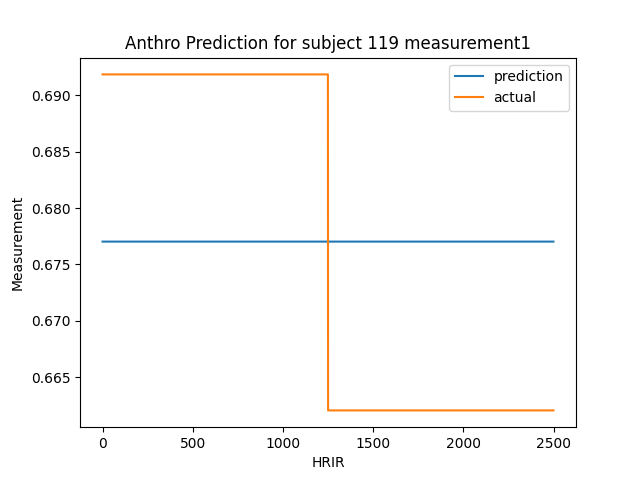 Anthro Prediction for subject 119 measurement1
prediction
actual
0.690
0.685
0.680
0.675
0.670
0.665
Measurement
0 500 1000 1500 2000 2500
HRIR